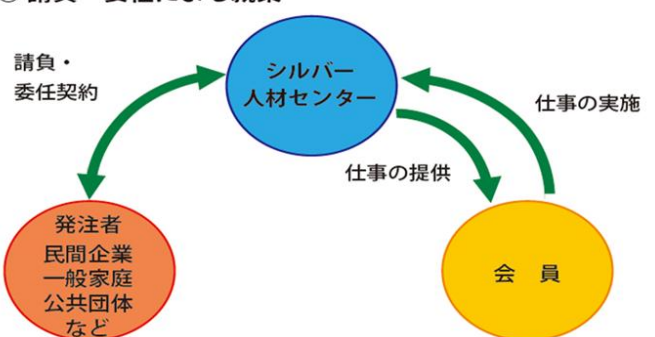 請負・
委任契約
シルバー
人材センター
仕事の実施
仕事の提供
発注者
民間企業
一般家庭
公共団体
など
会 員